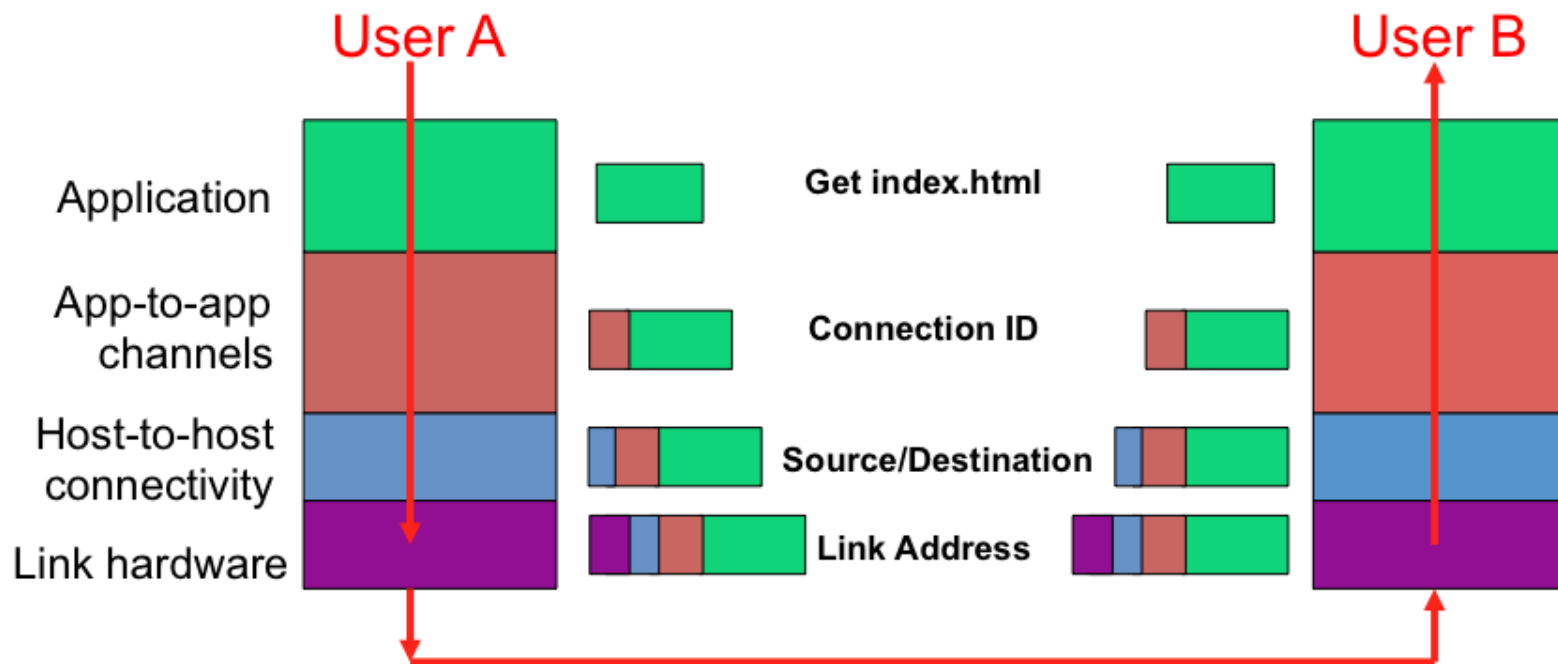 User A
User B
Application
Get index.html
App-to-app
channels
Connection ID
Host-to-host
connectivity
Source/Destination
Link hardware
Link Address